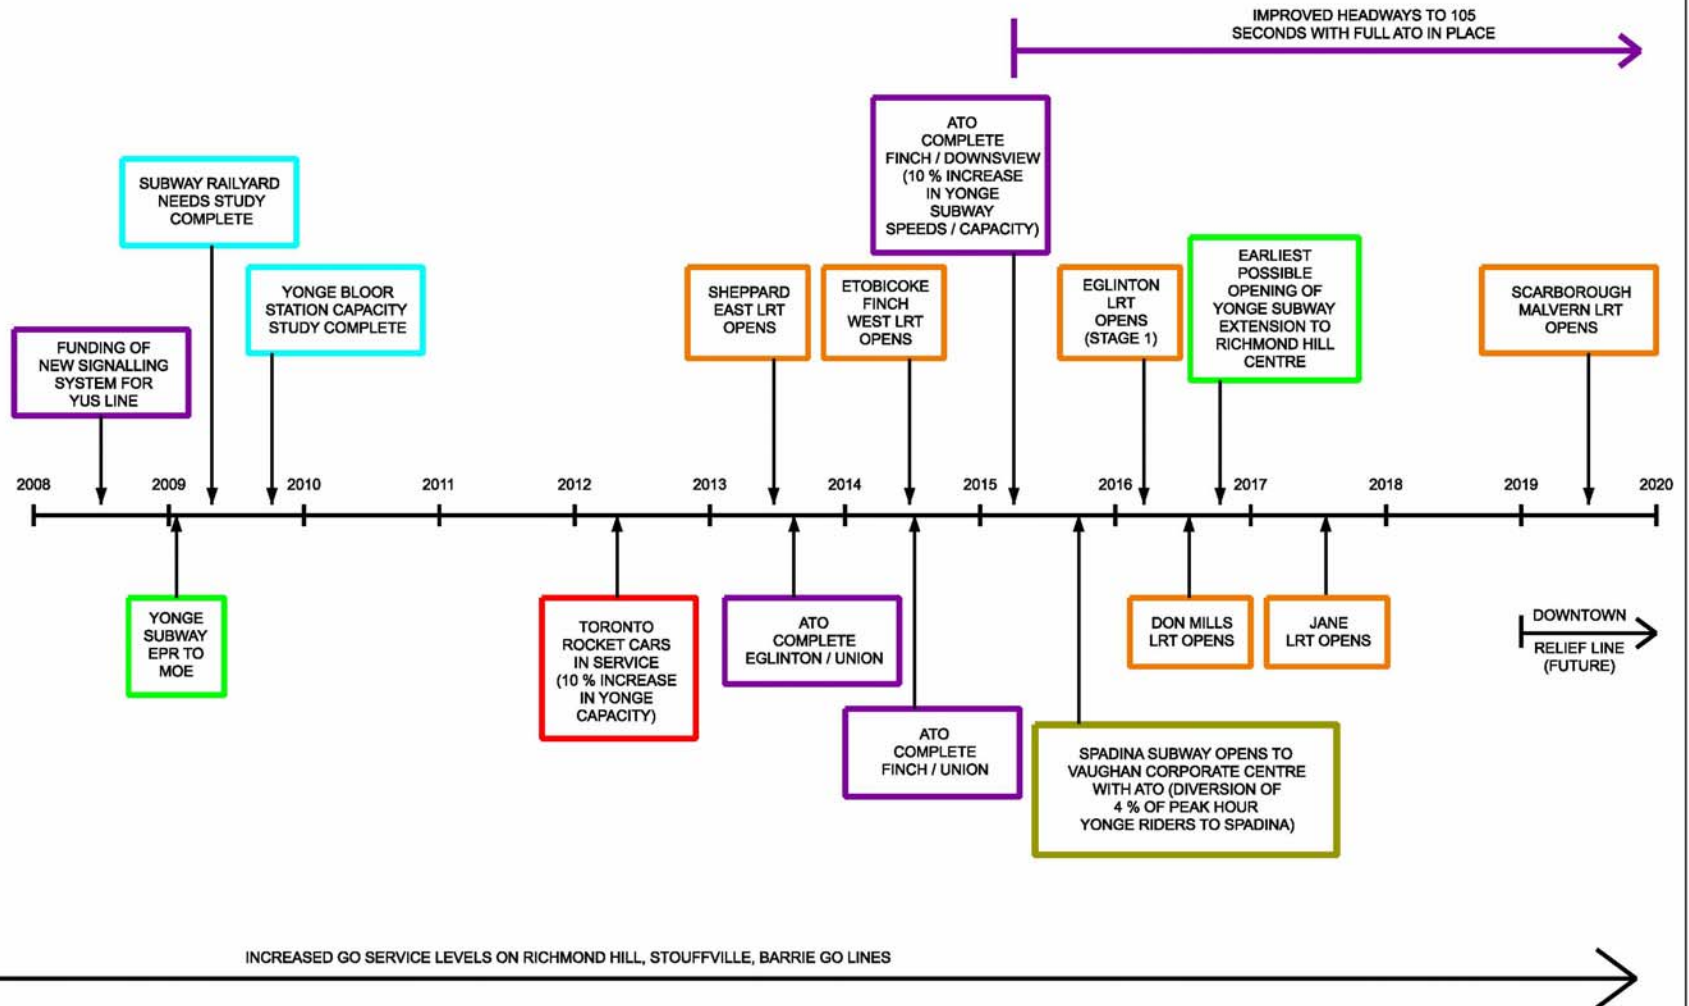 IMPROVED HEADWAYS TO 105
SECONDS WITH FULL ATO IN PLACE
ATO
COMPLETE
FINCH / DOWNSVIEW
(10 % INCREASE
IN YONGE
SUBWAY
SPEEDS / CAPACITY)
SUBWAY RAILYARD
NEEDS STUDY
COMPLETE
YONGE BLOOR
STATION CAPACITY
STUDY COMPLETE
FUNDING OF
NEW SIGNALLING
SYSTEM FOR
YUS LINE
SHEPPARD
EAST LRT
OPENS
ETOBICOKE
FINCH
WEST LRT
OPENS
EGLINTON
LRT
OPENS
(STAGE 1)
EARLIEST
POSSIBLE
OPENING OF
YONGE SUBWAY
EXTENSION TO
RICHMOND HILL
CENTRE
SCARBOROUGH
MALVERN LRT
OPENS
2008 2009 2010 2011 2012 2013 2014 2015 2016 2017 2018 2019 2020
YONGE
SUBWAY
EPR TO
MOE
TORONTO
ROCKET CARS
IN SERVICE
(10 % INCREASE
IN YONGE
CAPACITY)
ATO
COMPLETE
EGLINTON / UNION
ATO
COMPLETE
FINCH / UNION
SPADINA SUBWAY OPENS TO
VAUGHAN CORPORATE CENTRE
WITH ATO (DIVERSION OF
4 % OF PEAK HOUR
YONGE RIDERS TO SPADINA)
DON MILLS
LRT OPENS
JANE
LRT OPENS
DOWNTOWN
RELIEF LINE
(FUTURE)
INCREASED GO SERVICE LEVELS ON RICHMOND HILL, STOUFFVILLE, BARRIE GO LINES